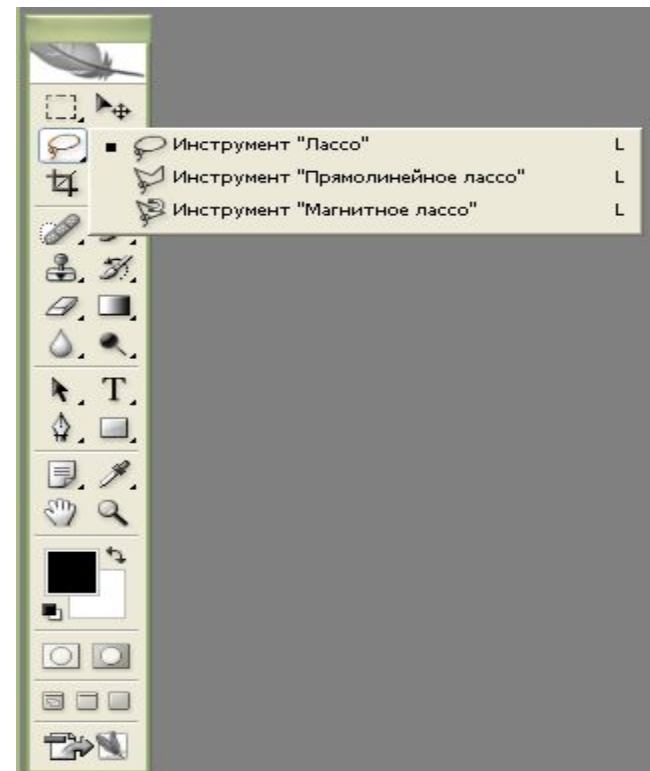 Инструмент "Лассо" L
Инструмент "Прямолинейное лассо" L
Инструмент "Магнитное лассо" L
T